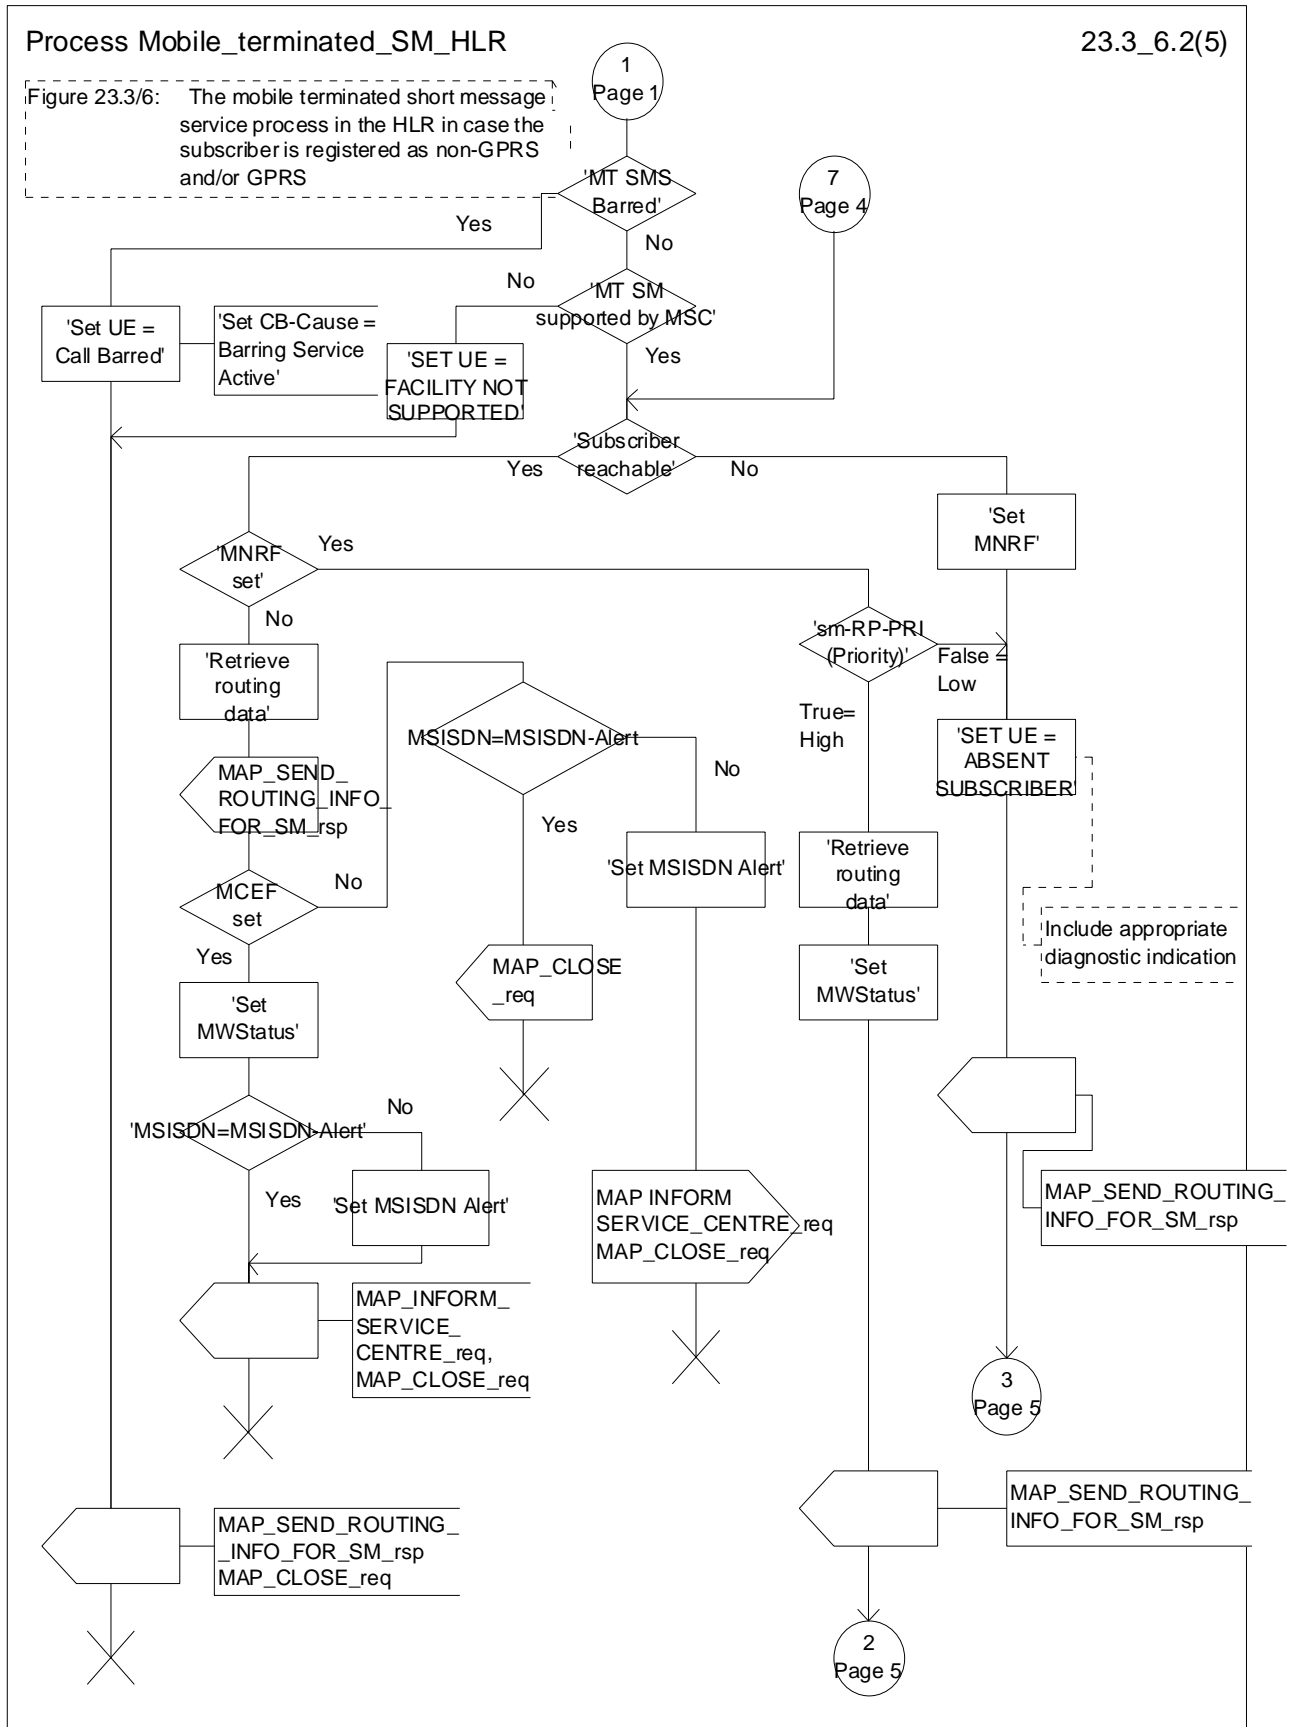 Process Mobile_terminated_SM_HLR
23.3_6.2(5)
Figure 23.3/6: The mobile terminated short message
service process in the HLR in case the
subscriber is registered as non-GPRS
and/or GPRS
1
Page 1
'MT SMS
Barred'
7
Page 4
Yes
No
No
'MT SM
supported by MSC'
'Set UE =
Call Barred'
'Set CB-Cause =
Barring Service
Active'
'SET UE =
FACILITY NOT
SUPPORTED'
Yes
'Subscriber
reachable'
Yes
No
'Set
MNRF'
'MNRF
set'
Yes
No
'sm-RP-PRI
(Priority)'
False =
Low
True=
High
'Retrieve
routing
data'
MSISDN=MSISDN-Alert
No
Yes
'SET UE =
ABSENT
SUBSCRIBER'
MAP_SEND_
ROUTING_INFO_
FOR_SM_rsp
'Set MSISDN Alert'
'Retrieve
routing
data'
MCEF
set
No
Yes
Include appropriate
diagnostic indication
MAP_CLOSE
_req
'Set
MWStatus'
'Set
MWStatus'
'MSISDN=MSISDN-Alert'
No
Yes
'Set MSISDN Alert'
MAP INFORM
SERVICE_CENTRE_req
MAP_CLOSE_req
MAP_SEND_ROUTING_
INFO_FOR_SM_rsp
MAP_INFORM_
SERVICE_
CENTRE_req,
MAP_CLOSE_req
3
Page 5
MAP_SEND_ROUTING_
INFO_FOR_SM_rsp
MAP_SEND_ROUTING_
_INFO_FOR_SM_rsp
MAP_CLOSE_req
2
Page 5